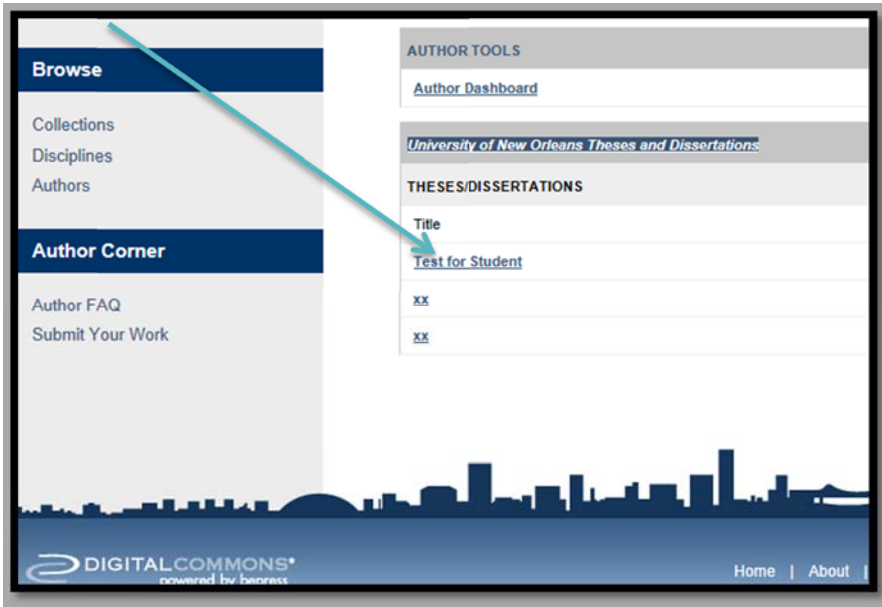 Browse
Collections
Disciplines
Authors
Author Corner
Author FAQ
Submit Your Work
AUTHOR TOOLS
Author Dashboard
University of New Orleans Theses and Dissertations
THESES/DISSERTATIONS
Title
Test for Student
xx
xx
DIGITALCOMMONS
powered by bepress
Home | About |